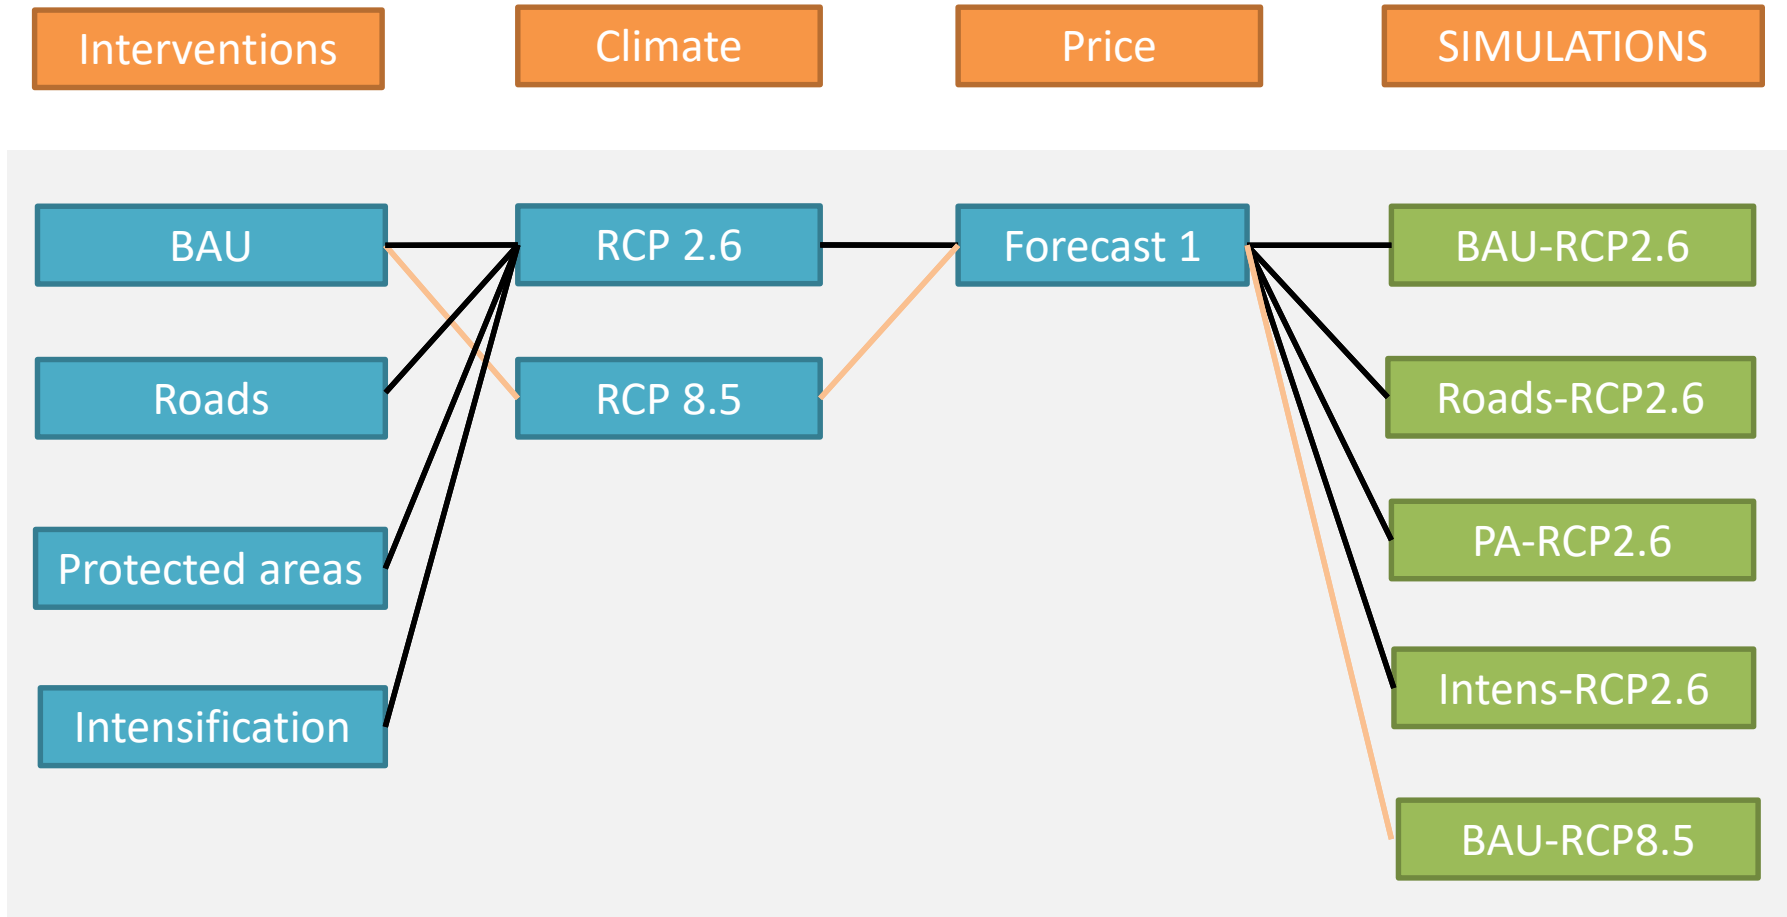 Interventions
Climate
Price
SIMULATIONS
BAU
RCP 2.6
Forecast 1
BAU-RCP2.6
Roads
RCP 8.5
Roads-RCP2.6
Protected areas
PA-RCP2.6
Intensification
Intens-RCP2.6
BAU-RCP8.5